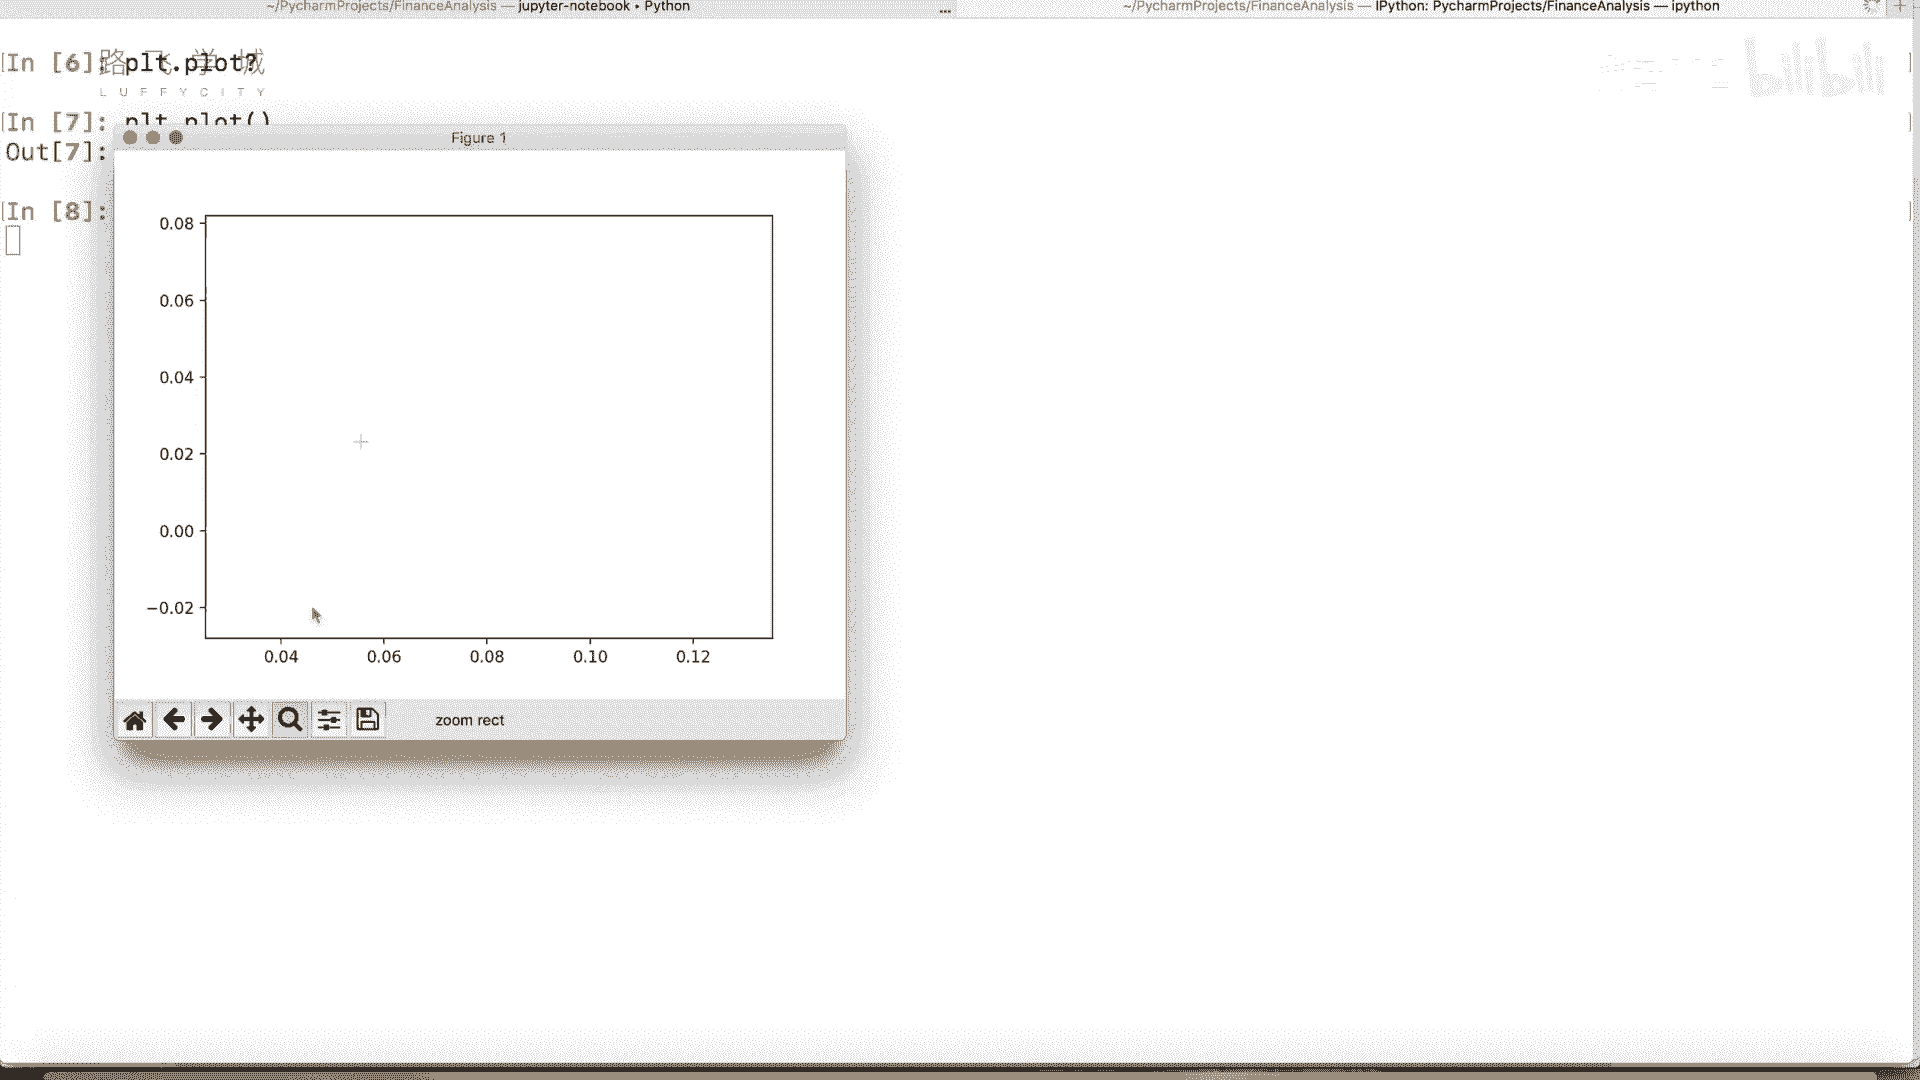 ~/PycharmProjects/FinanceAnalysis — jupyter-notebook • Python
...
~/PycharmProjects/FinanceAnalysis — IPython: PycharmProjects/FinanceAnalysis — ipython
bilibili
In [6]: plt.plot?
路飞学城
LUFFYCITY
In [7]: plt.plot()
Out[7]:
In [8]:
Figure 1
0.08
0.06
0.04
0.02
0.00
−0.02
0.04 0.06 0.08 0.10 0.12
zoom rect